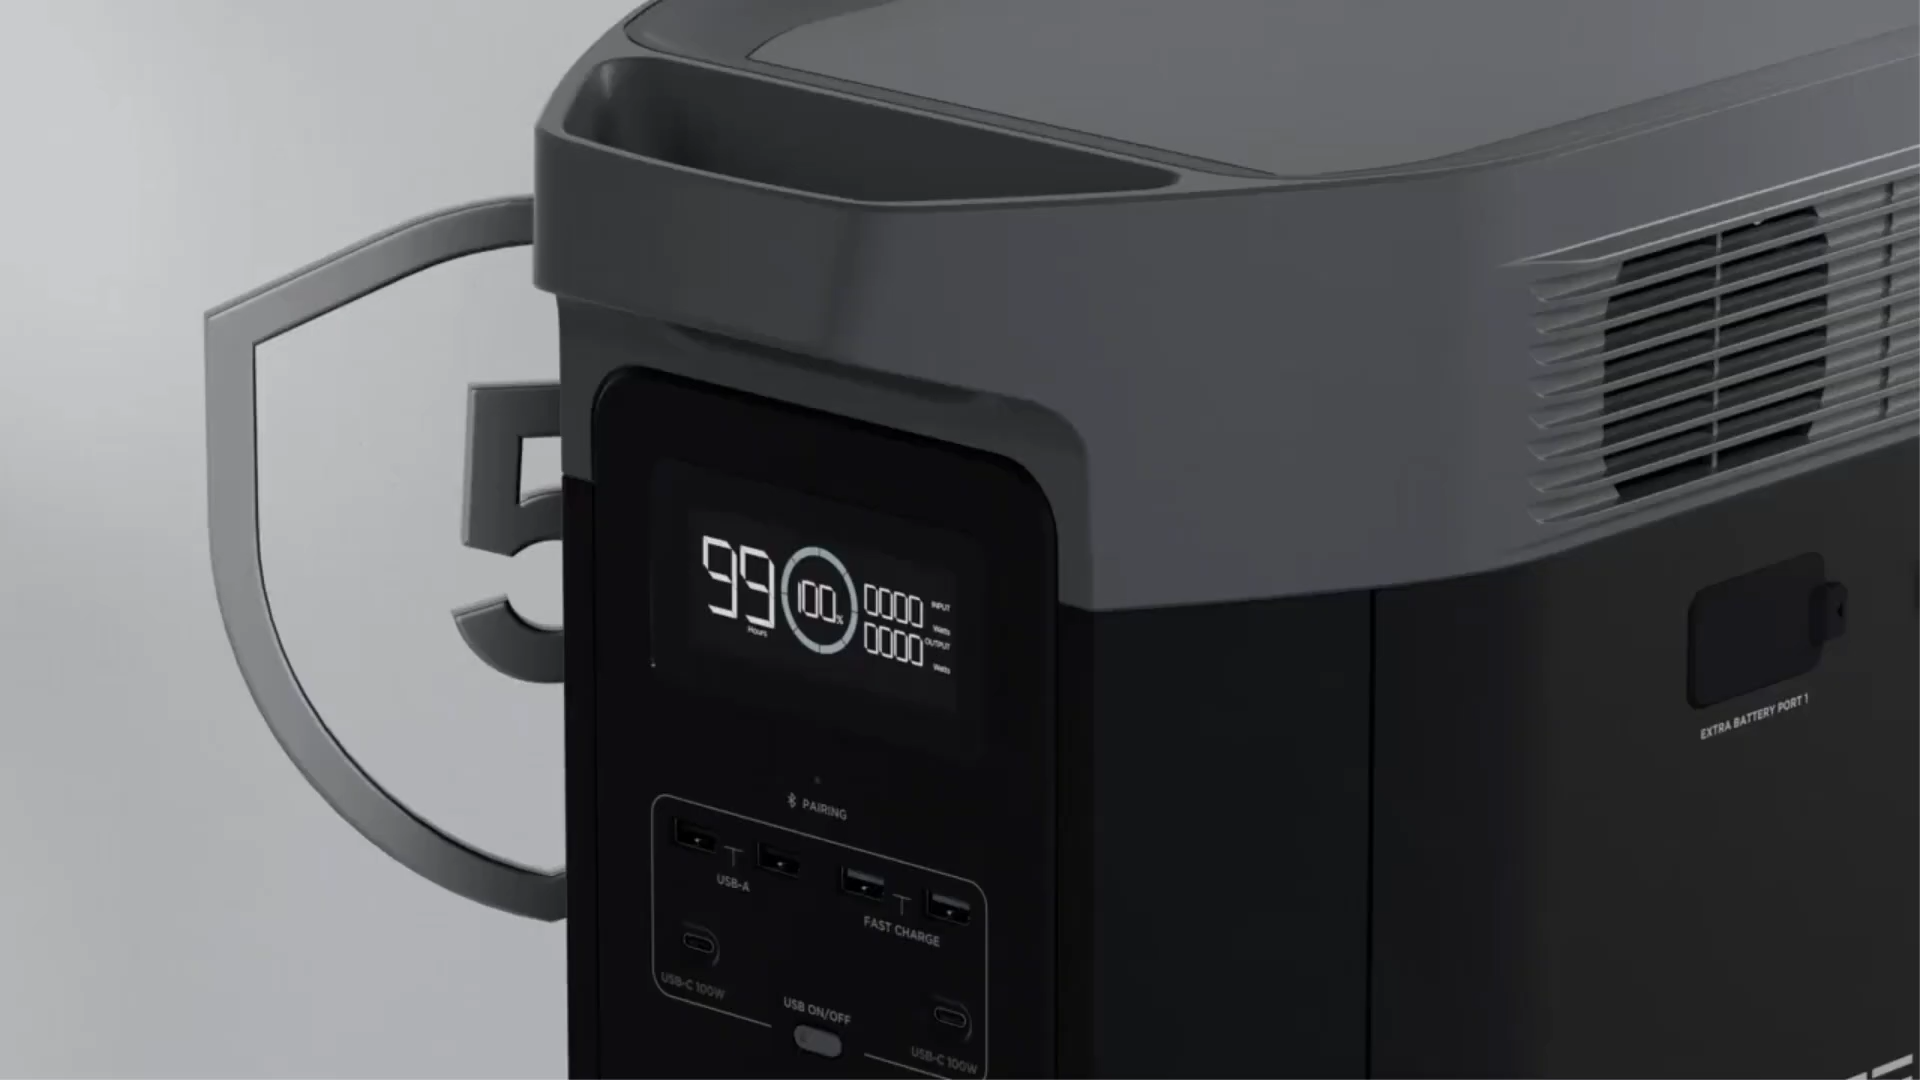 5
99
Hours
100%
0000 INPUT
Watts
0000 OUTPUT
Watts
PAIRING
USB-A
FAST CHARGE
USB-C 100W
USB ON/OFF
USB-C 100W
EXTRA BATTERY PORT 1